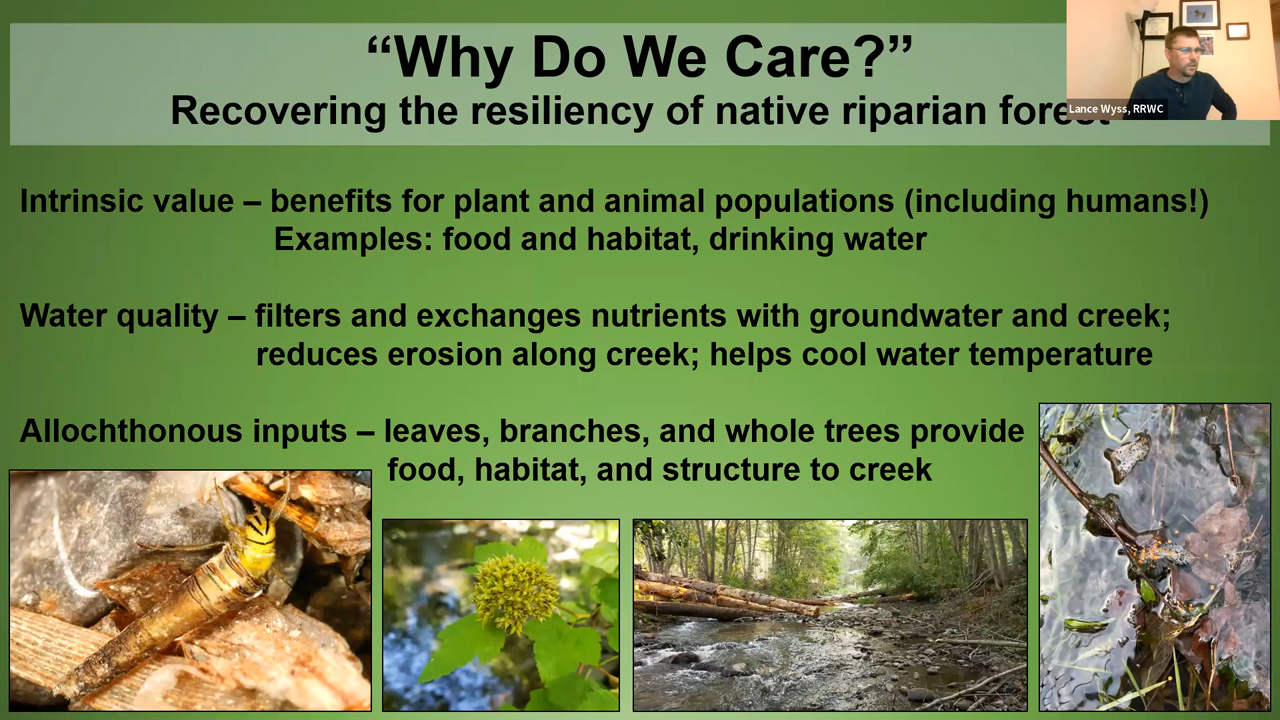 “Why Do We Care?”
Recovering the resiliency of native riparian forest
Lance Wyss, RRWC
Intrinsic value – benefits for plant and animal populations (including humans!)
Examples: food and habitat, drinking water
Water quality – filters and exchanges nutrients with groundwater and creek;
reduces erosion along creek; helps cool water temperature
Allochthonous inputs – leaves, branches, and whole trees provide
food, habitat, and structure to creek